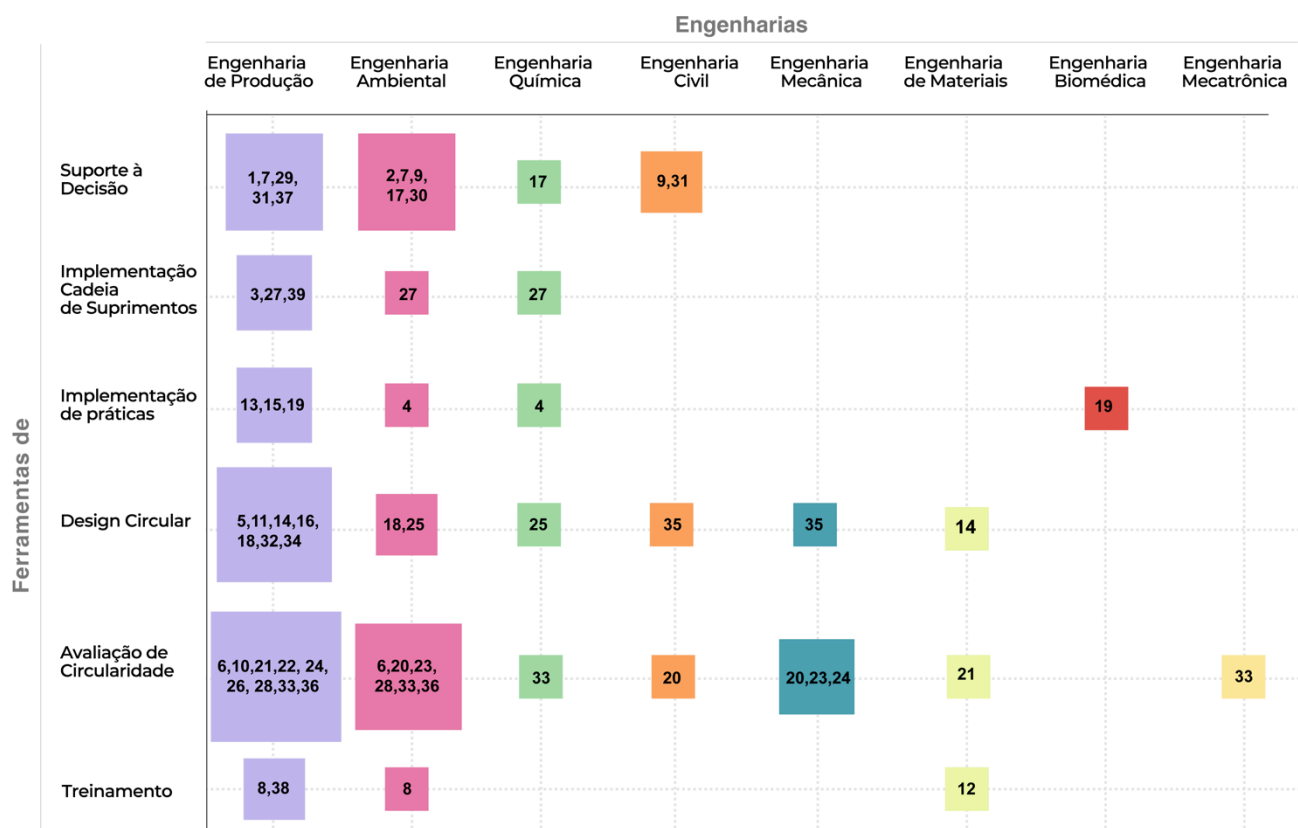 Engenharias
Engenharia
de Produção
Engenharia
Ambiental
Engenharia
Química
Engenharia
Civil
Engenharia
Mecânica
Engenharia
de Materiais
Engenharia
Biomédica
Engenharia
Mecatrônica
Ferramentas de
Suporte à
Decisão
1,7,29,
31,37
2,7,9,
17,30
17
9,31
Implementação
Cadeia
de Suprimentos
3,27,39
27
27
Implementação
de práticas
13,15,19
4
4
19
Design Circular
5,11,14,16,
18,32,34
18,25
25
35
35
14
Avaliação de
Circularidade
6,10,21,22, 24,
26, 28,33,36
6,20,23,
28,33,36
33
20
20,23,24
21
33
Treinamento
8,38
8
12